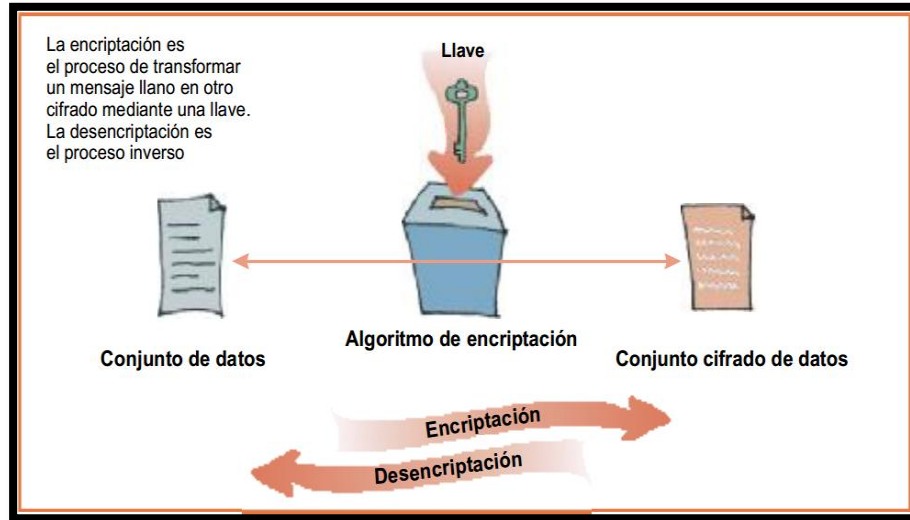 La encriptación es
el proceso de transformar
un mensaje llano en otro
cifrado mediante una llave.
La desencriptación es
el proceso inverso
Llave
Algoritmo de encriptación
Conjunto de datos
Conjunto cifrado de datos
Encriptación
Desencriptación